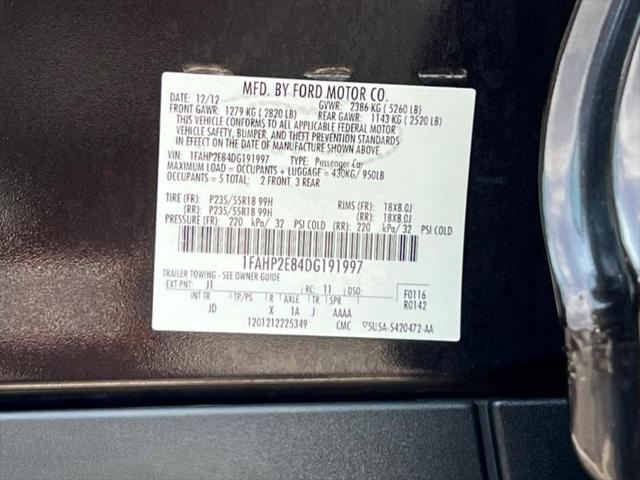 MFD. BY FORD MOTOR CO.
DATE: 12/12 GVWR: 2386 KG ( 5260 LB)
FRONT GAWR: 1279 KG ( 2820 LB) REAR GAWR: 1143 KG ( 2520 LB)
THIS VEHICLE CONFORMS TO ALL APPLICABLE FEDERAL MOTOR
VEHICLE SAFETY, BUMPER, AND THEFT PREVENTION STANDARDS
IN EFFECT ON THE DATE OF MANUFACTURE SHOWN ABOVE.
VIN: 1FAHP2E84DG191997 TYPE: Passenger Car
MAXIMUM LOAD = OCCUPANTS + LUGGAGE = 430KG/ 950LB
OCCUPANTS = 5 TOTAL: 2 FRONT, 3 REAR
TIRE (FR): P235/55R18 99H RIMS (FR): 18X8.0J
(RR): P235/55R18 99H (RR): 18X8.0J
PRESSURE (FR): 220 kPa/ 32 PSI COLD (RR) 220 kPa/ 32 PSI COLD
1FAHP2E84DG191997
TRAILER TOWING - SEE OWNER GUIDE
EXT PNT: J1 RC: 11 DSO: F0116
INT TR TP/PS R AXLE TR SPR R0142
JD X 1A J AAAA
1201212225349 CMC 5U5A-5420472-AA